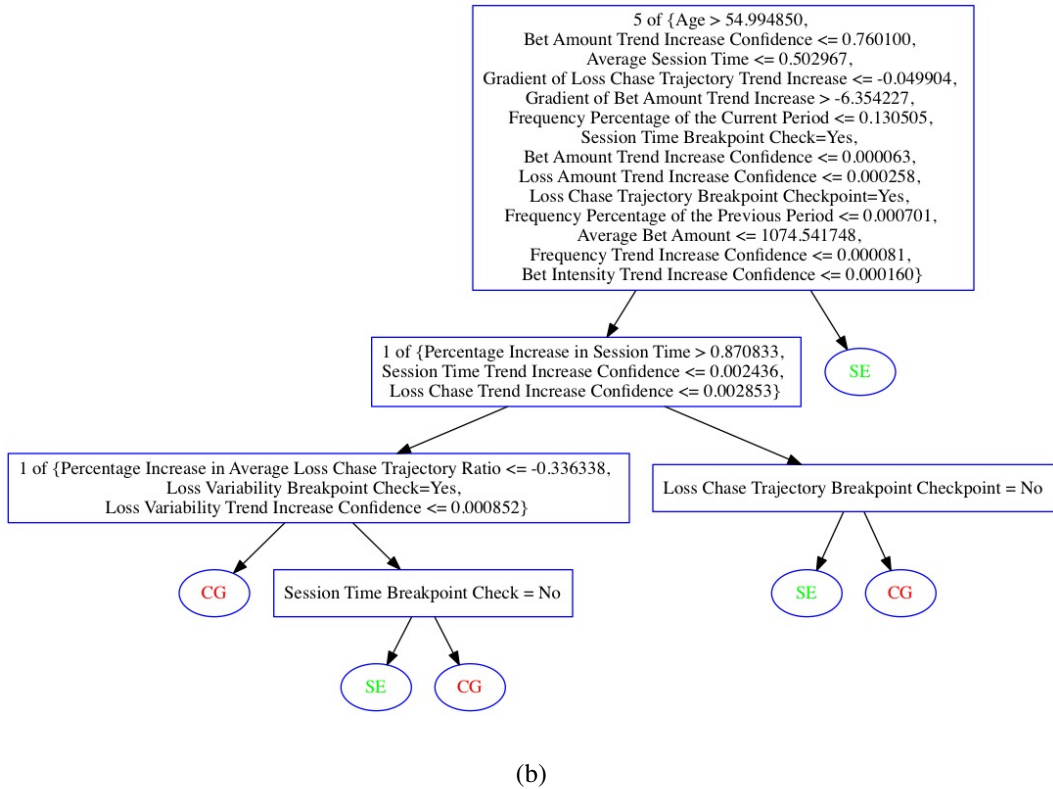 5 of {Age > 54.994850,
Bet Amount Trend Increase Confidence <= 0.760100,
Average Session Time <= 0.502967,
Gradient of Loss Chase Trajectory Trend Increase <= -0.049904,
Gradient of Bet Amount Trend Increase > -6.354227,
Frequency Percentage of the Current Period <= 0.130505,
Session Time Breakpoint Check=Yes,
Bet Amount Trend Increase Confidence <= 0.000063,
Loss Amount Trend Increase Confidence <= 0.000258,
Loss Chase Trajectory Breakpoint Checkpoint=Yes,
Frequency Percentage of the Previous Period <= 0.000701,
Average Bet Amount <= 1074.541748,
Frequency Trend Increase Confidence <= 0.000081,
Bet Intensity Trend Increase Confidence <= 0.000160}
1 of {Percentage Increase in Session Time > 0.870833,
Session Time Trend Increase Confidence <= 0.002436,
Loss Chase Trend Increase Confidence <= 0.002853}
SE
1 of {Percentage Increase in Average Loss Chase Trajectory Ratio <= -0.336338,
Loss Variability Breakpoint Check=Yes,
Loss Variability Trend Increase Confidence <= 0.000852}
Loss Chase Trajectory Breakpoint Checkpoint = No
CG
Session Time Breakpoint Check = No
SE
CG
SE
CG
(b)